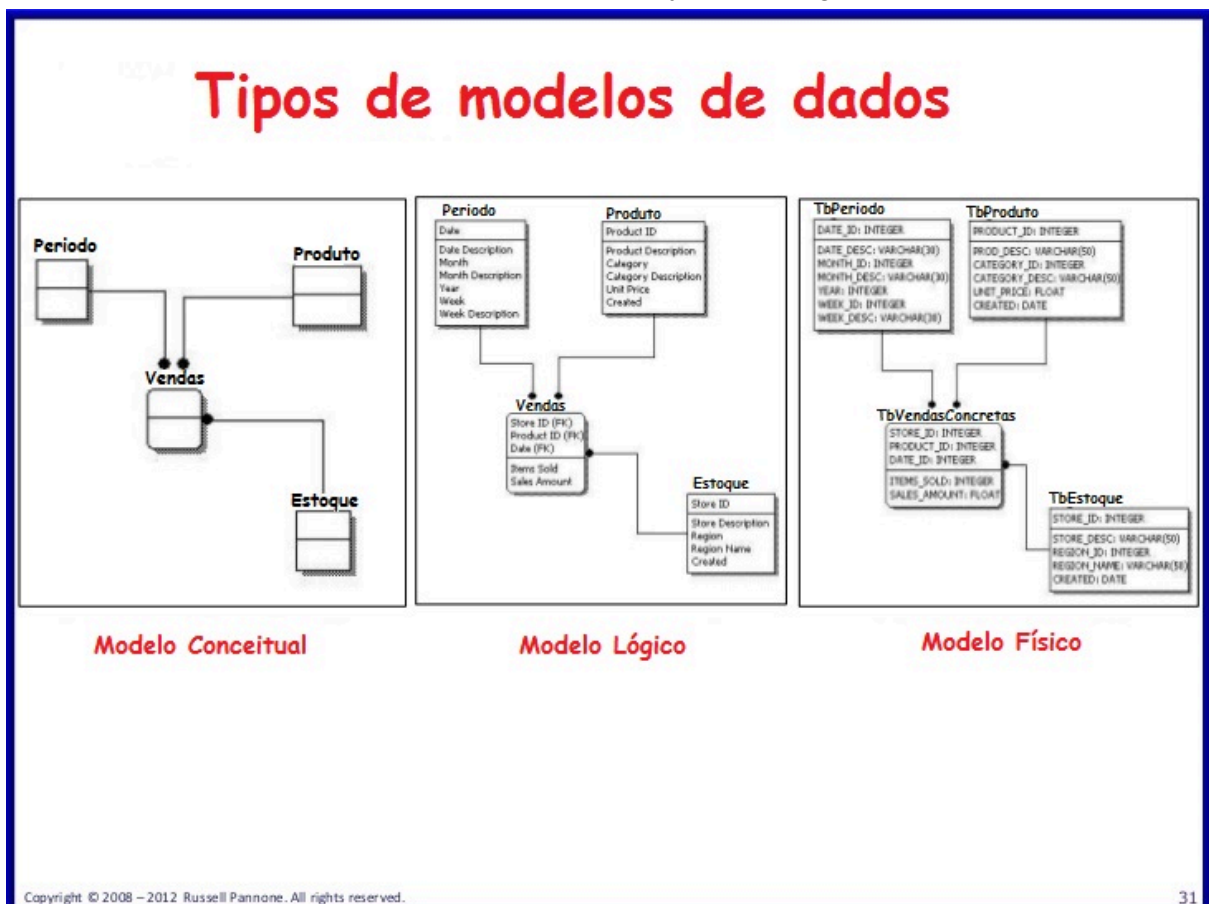 Tipos de modelos de dados
Periodo
Produto
Vendas
Estoque
Modelo Conceitual
Periodo
Date
Date Description
Month
Month Description
Year
Week
Week Description
Produto
Product ID
Product Description
Category
Category Description
Unit Price
Created
Vendas
Store ID (FK)
Product ID (FK)
Date (FK)
Items Sold
Sales Amount
Estoque
Store ID
Store Description
Region
Region Name
Created
Modelo Lógico
TbPeriodo
DATE_ID: INTEGER
DATE_DESC: VARCHAR(30)
MONTH_ID: INTEGER
MONTH_DESC: VARCHAR(30)
YEAR: INTEGER
WEEK_ID: INTEGER
WEEK_DESC: VARCHAR(30)
TbProduto
PRODUCT_ID: INTEGER
PROD_DESC: VARCHAR(50)
CATEGORY_ID: INTEGER
CATEGORY_DESC: VARCHAR(50)
UNIT_PRICE: FLOAT
CREATED: DATE
TbVendasConcretas
STORE_ID: INTEGER
PRODUCT_ID: INTEGER
DATE_ID: INTEGER
ITEMS_SOLD: INTEGER
SALES_AMOUNT: FLOAT
TbEstoque
STORE_ID: INTEGER
STORE_DESC: VARCHAR(50)
REGION_ID: INTEGER
REGION_NAME: VARCHAR(50)
CREATED: DATE
Modelo Físico
Copyright © 2008 – 2012 Russell Pannone. All rights reserved.
31